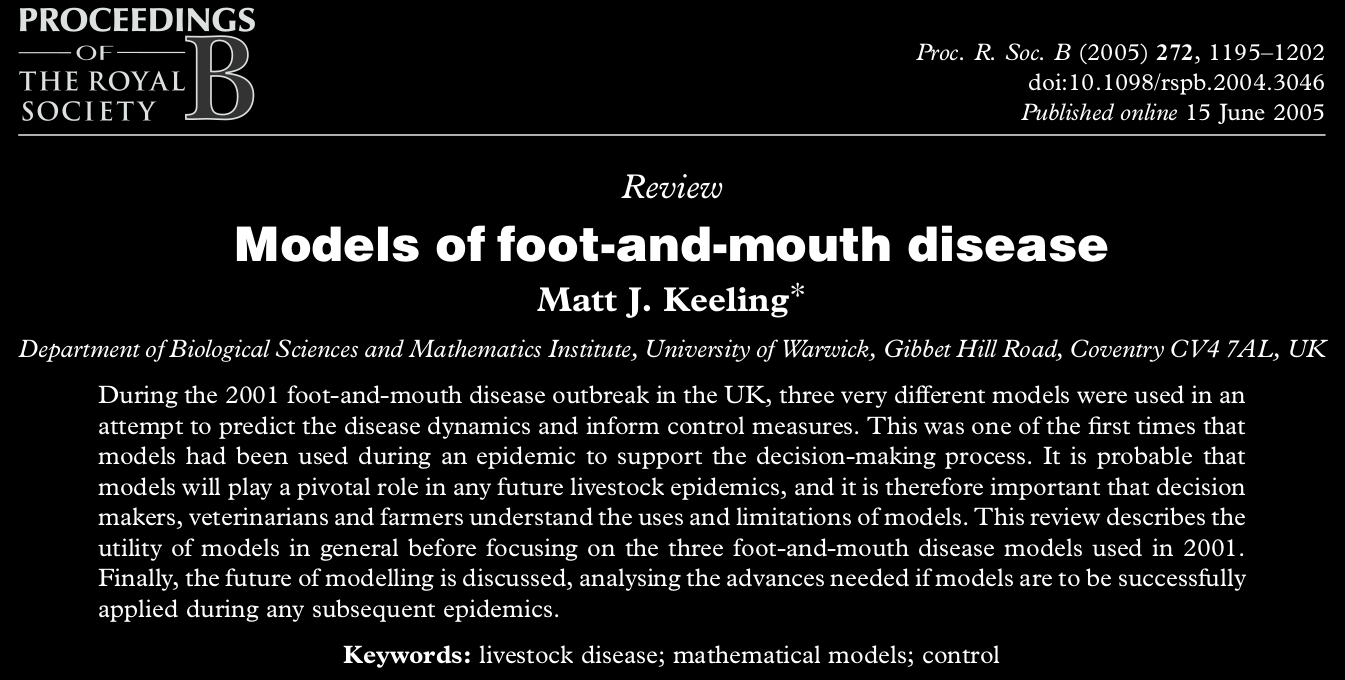 PROCEEDINGS
OF
THE ROYAL
SOCIETY B
Proc. R. Soc. B (2005) 272, 1195–1202
doi:10.1098/rspb.2004.3046
Published online 15 June 2005
Review
Models of foot-and-mouth disease
Matt J. Keeling*
Department of Biological Sciences and Mathematics Institute, University of Warwick, Gibbet Hill Road, Coventry CV4 7AL, UK
During the 2001 foot-and-mouth disease outbreak in the UK, three very different models were used in an
attempt to predict the disease dynamics and inform control measures. This was one of the first times that
models had been used during an epidemic to support the decision-making process. It is probable that
models will play a pivotal role in any future livestock epidemics, and it is therefore important that decision
makers, veterinarians and farmers understand the uses and limitations of models. This review describes the
utility of models in general before focusing on the three foot-and-mouth disease models used in 2001.
Finally, the future of modelling is discussed, analysing the advances needed if models are to be successfully
applied during any subsequent epidemics.
Keywords: livestock disease; mathematical models; control